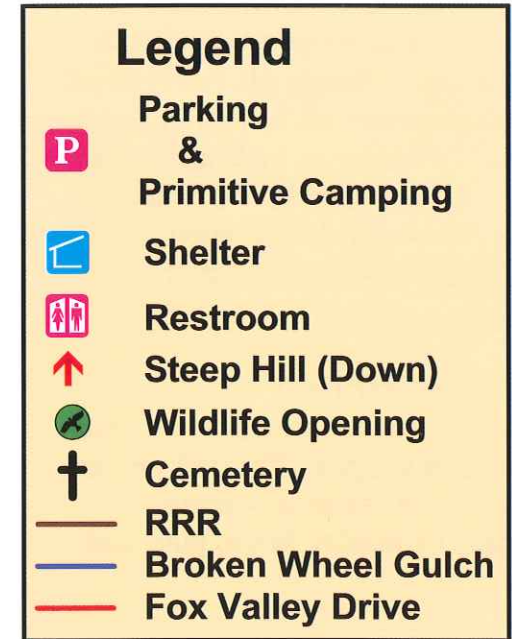 Legend
Parking
&
P
Primitive Camping
Shelter
Restroom
Steep Hill (Down)
Wildlife Opening
Cemetery
RRR
Broken Wheel Gulch
Fox Valley Drive